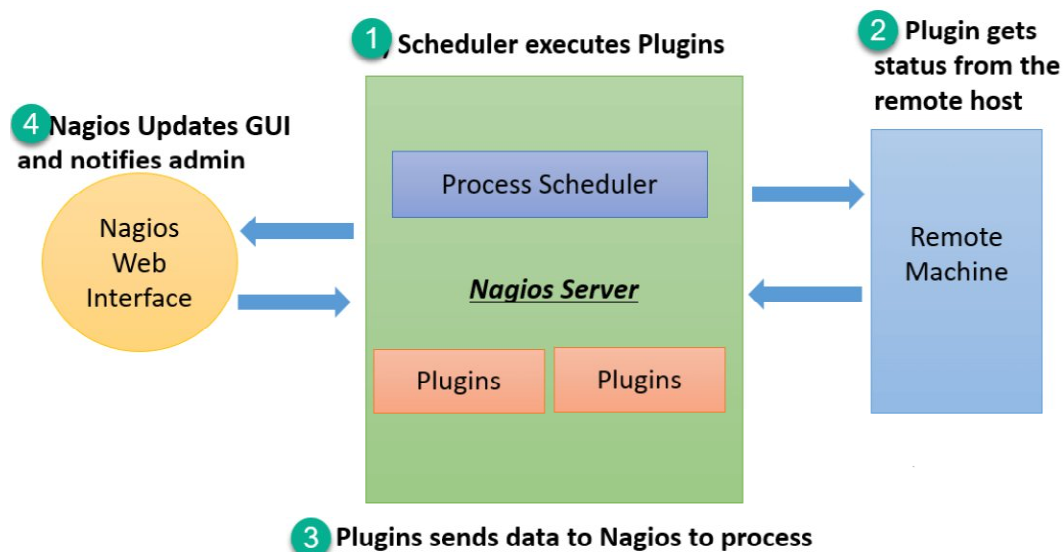 1 Scheduler executes Plugins
2 Plugin gets
status from the
remote host
4 Nagios Updates GUI
and notifies admin
Process Scheduler
Nagios
Web
Interface
Nagios Server
Remote
Machine
Plugins
Plugins
3 Plugins sends data to Nagios to process